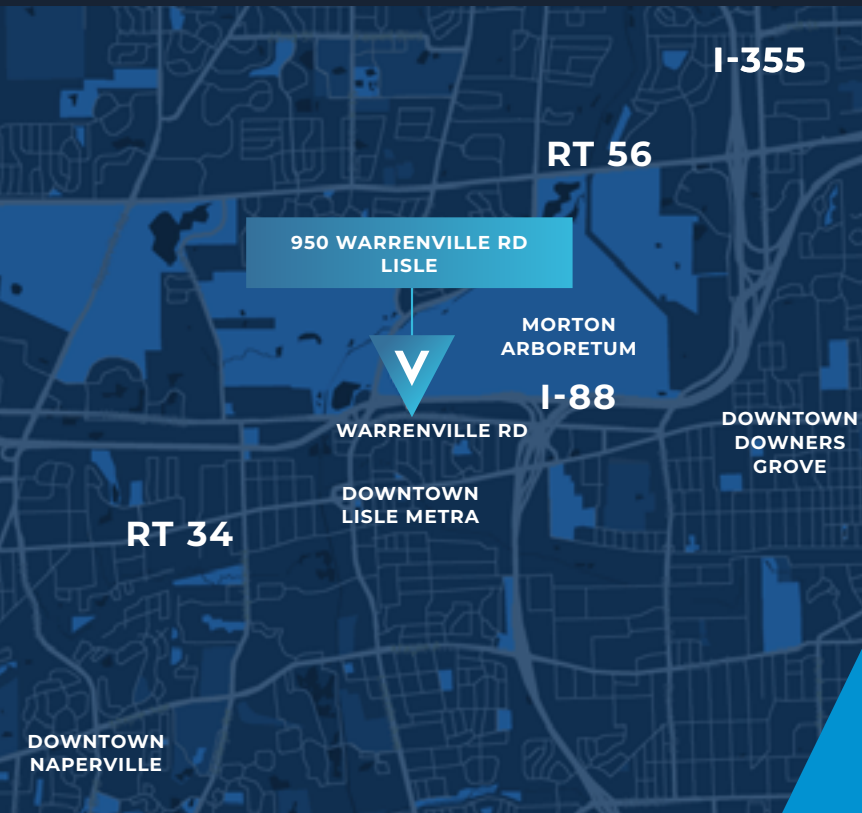 I-355
RT 56
950 WARRENVILLE RD
LISLE
MORTON
ARBORETUM
V
I-88
WARRENVILLE RD
DOWNTOWN
DOWNERS
GROVE
DOWNTOWN
LISLE METRA
RT 34
DOWNTOWN
NAPERVILLE